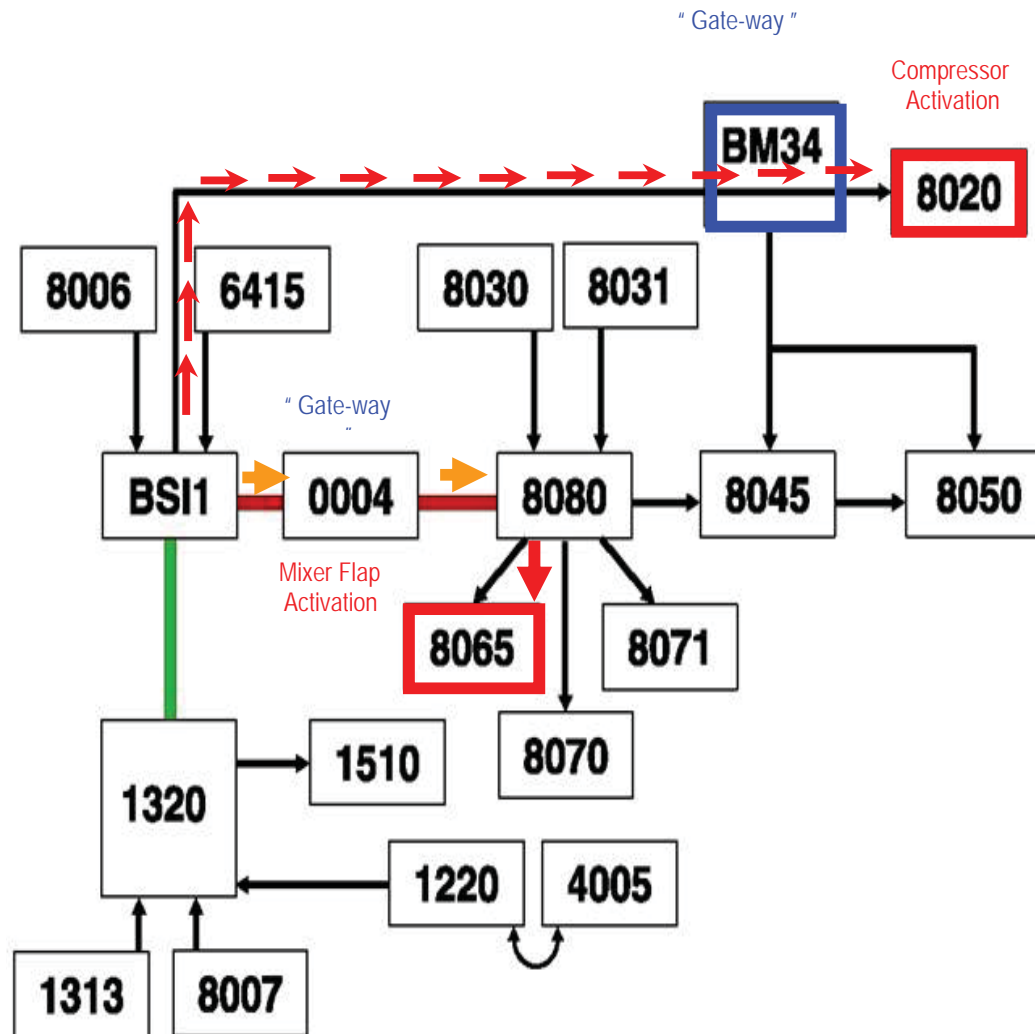 “ Gate-way ”
Compressor
Activation
BM34
8020
8006
6415
8030
8031
“ Gate-way
”
BSI1
0004
8080
8045
8050
Mixer Flap
Activation
8065
8071
1320
1510
8070
1220
4005
1313
8007